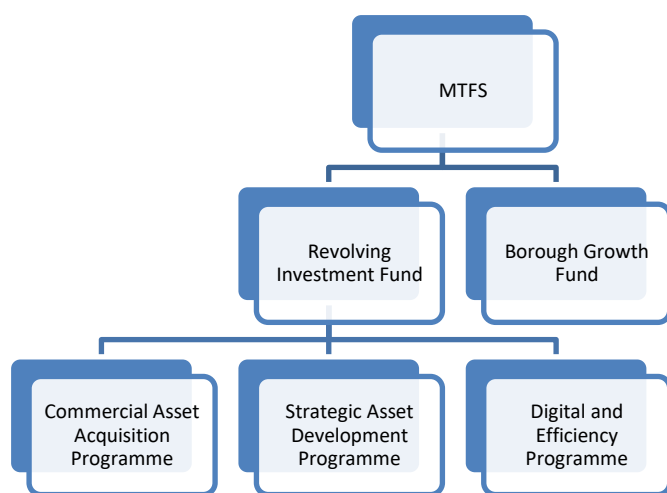 MTFS
Revolving
Investment Fund
Borough Growth
Fund
Commercial Asset
Acquisition
Programme
Strategic Asset
Development
Programme
Digital and
Efficiency
Programme